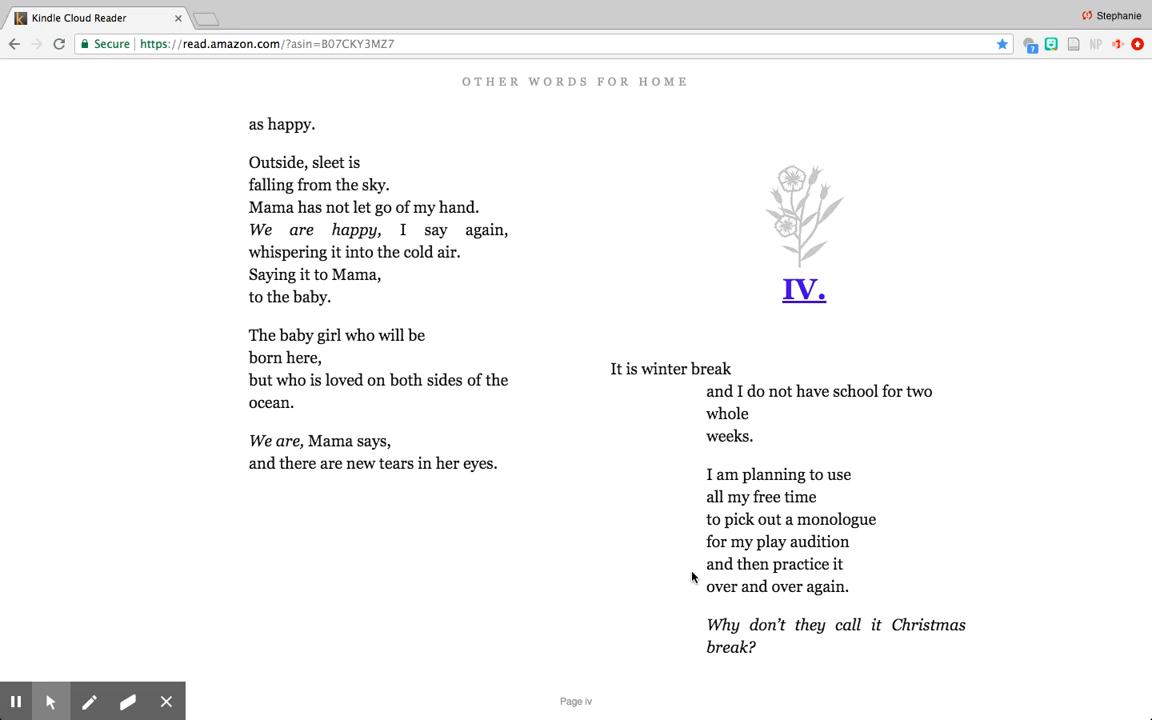 Kindle Cloud Reader
Stephanie
Secure https://read.amazon.com/?asin=B07CKY3MZ7
NP
OTHER WORDS FOR HOME
as happy.
Outside, sleet is
falling from the sky.
Mama has not let go of my hand.
We are happy, I say again,
whispering it into the cold air.
Saying it to Mama,
to the baby.
The baby girl who will be
born here,
but who is loved on both sides of the
ocean.
We are, Mama says,
and there are new tears in her eyes.
IV.
It is winter break
and I do not have school for two
whole
weeks.
I am planning to use
all my free time
to pick out a monologue
for my play audition
and then practice it
over and over again.
Why don't they call it Christmas
break?
Page iv